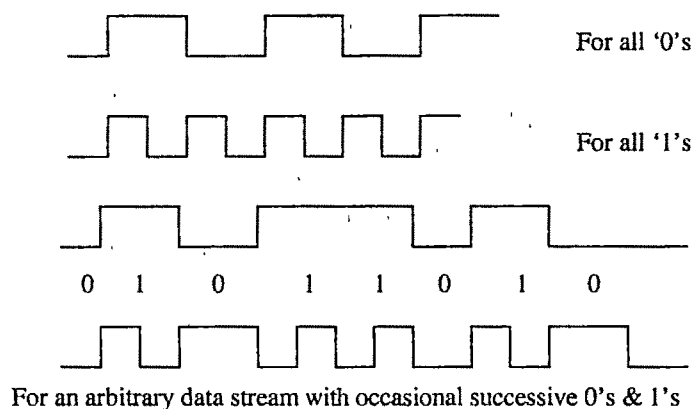 For all ‘0’s
For all ‘1’s
0 1 0 1 1 0 1 0
For an arbitrary data stream with occasional successive 0's & 1's